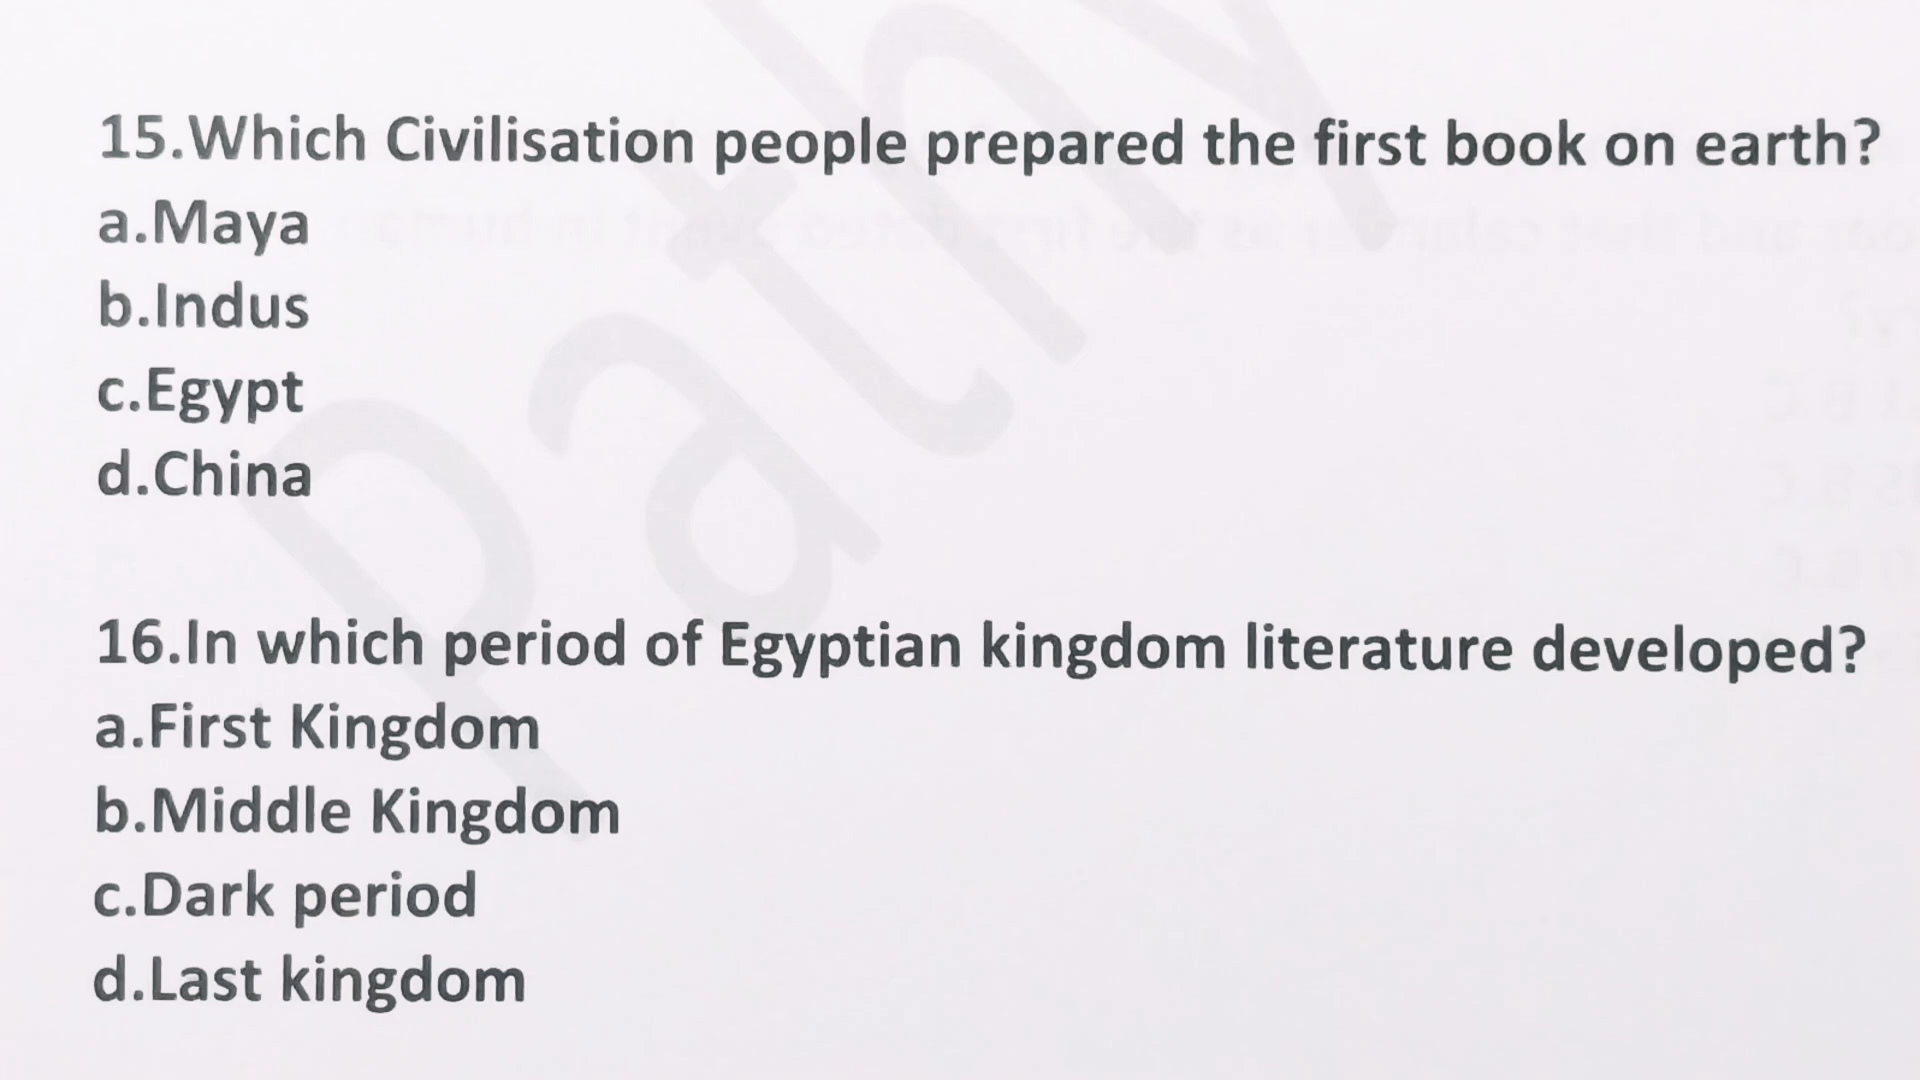 15.Which Civilisation people prepared the first book on earth?
a.Maya
b.Indus
c.Egypt
d.China
16.In which period of Egyptian kingdom literature developed?
a.First Kingdom
b.Middle Kingdom
c.Dark period
d.Last kingdom
Pathy